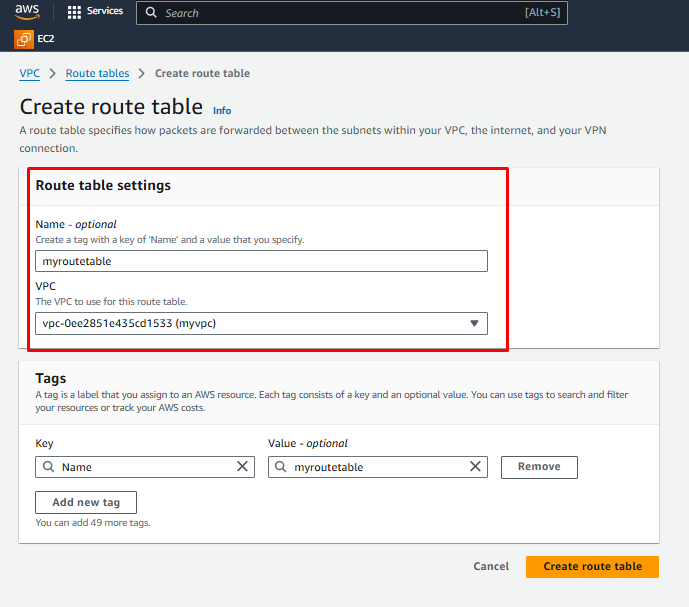 aws
Services
Search
[Alt+S]
EC2
VPC > Route tables > Create route table
Create route table Info
A route table specifies how packets are forwarded between the subnets within your VPC, the internet, and your VPN
connection.
Route table settings
Name - optional
Create a tag with a key of 'Name' and a value that you specify.
myroutetable
VPC
The VPC to use for this route table.
vpc-0ee2851e435cd1533 (myvpc)
Tags
A tag is a label that you assign to an AWS resource. Each tag consists of a key and an optional value. You can use tags to search and filter
your resources or track your AWS costs.
Key
Value - optional
Name
myroutetable
Remove
Add new tag
You can add 49 more tags.
Cancel
Create route table